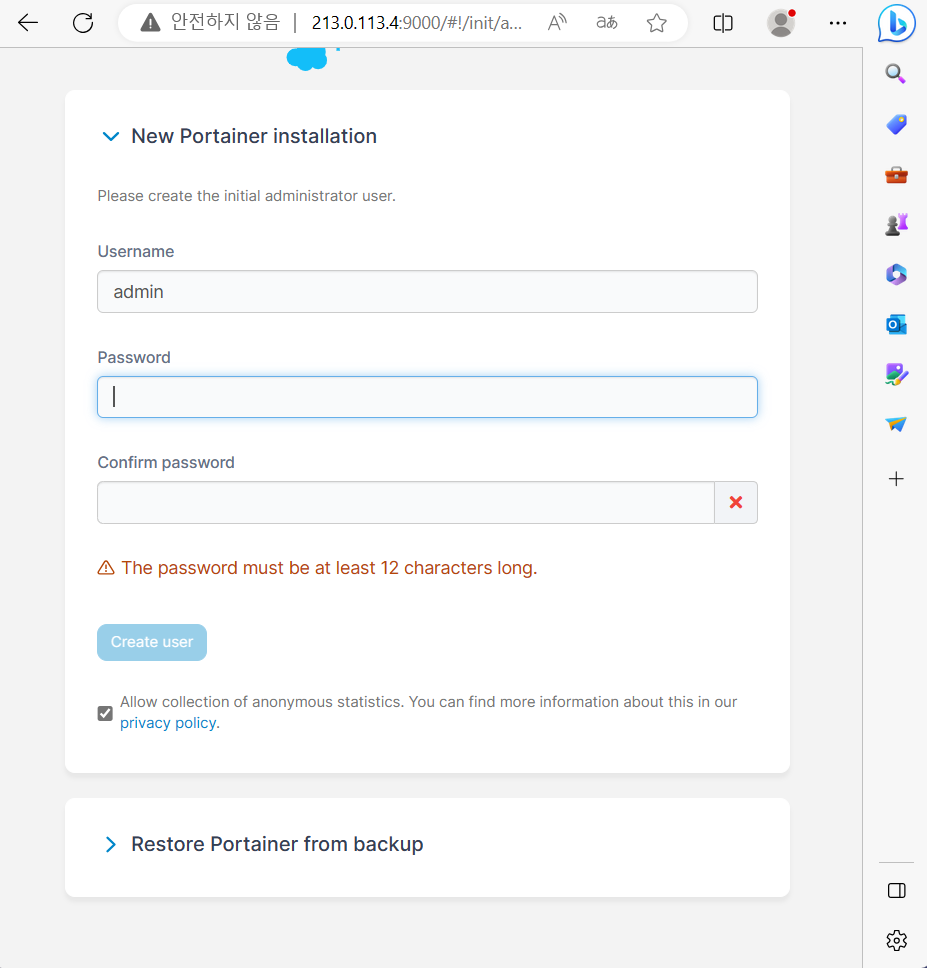 안전하지 않음 | 213.0.113.4:9000/#!/init/a...
New Portainer installation
Please create the initial administrator user.
Username
admin
Password
Confirm password
The password must be at least 12 characters long.
Create user
Allow collection of anonymous statistics. You can find more information about this in our
privacy policy.
Restore Portainer from backup